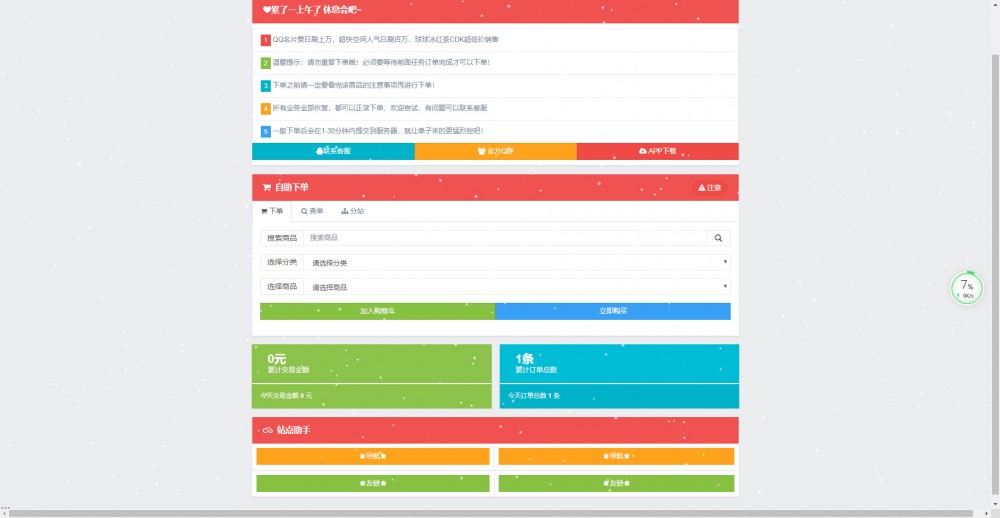 累了一上午了 休息会吧~
1 QQ名片赞日刷上万，超快空间人气日刷百万，球球冰红茶CDK超低价销售
2 温馨提示：请勿重复下单哦！必须要等待前面任务订单完成才可以下单！
3 下单之前请一定要看完该商品的注意事项再进行下单！
4 所有业务全部恢复，都可以正常下单，欢迎尝试，有问题可以联系客服
5 一般下单后会在1-30分钟内提交到服务器，就让单子来的更猛烈些吧！
联系客服 官方Q群 APP下载
自助下单 注意
下单 查单 分站
搜索商品 搜索商品
选择分类 请选择分类
选择商品 请选择商品
加入购物车 立即购买
0元 1条
累计交易金额 累计订单总数
今天交易金额 0 元 今天订单总数 1 条
7%
0K/s
站点助手
导航 导航
友链 友链